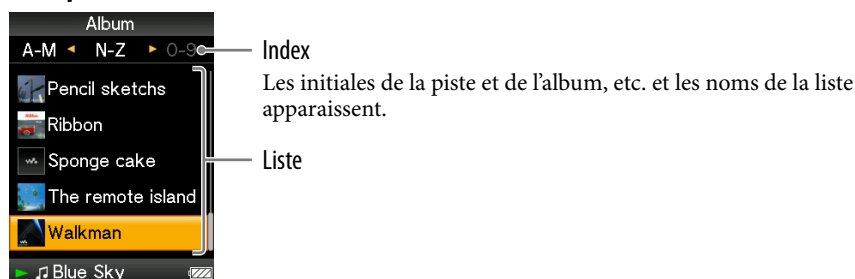 Album
A-M N-Z 0-9
Index
Les initiales de la piste et de l'album, etc. et les noms de la liste
apparaissent.
Pencil sketchs
Ribbon
Sponge cake
Liste
The remote island
Walkman
Blue Sky